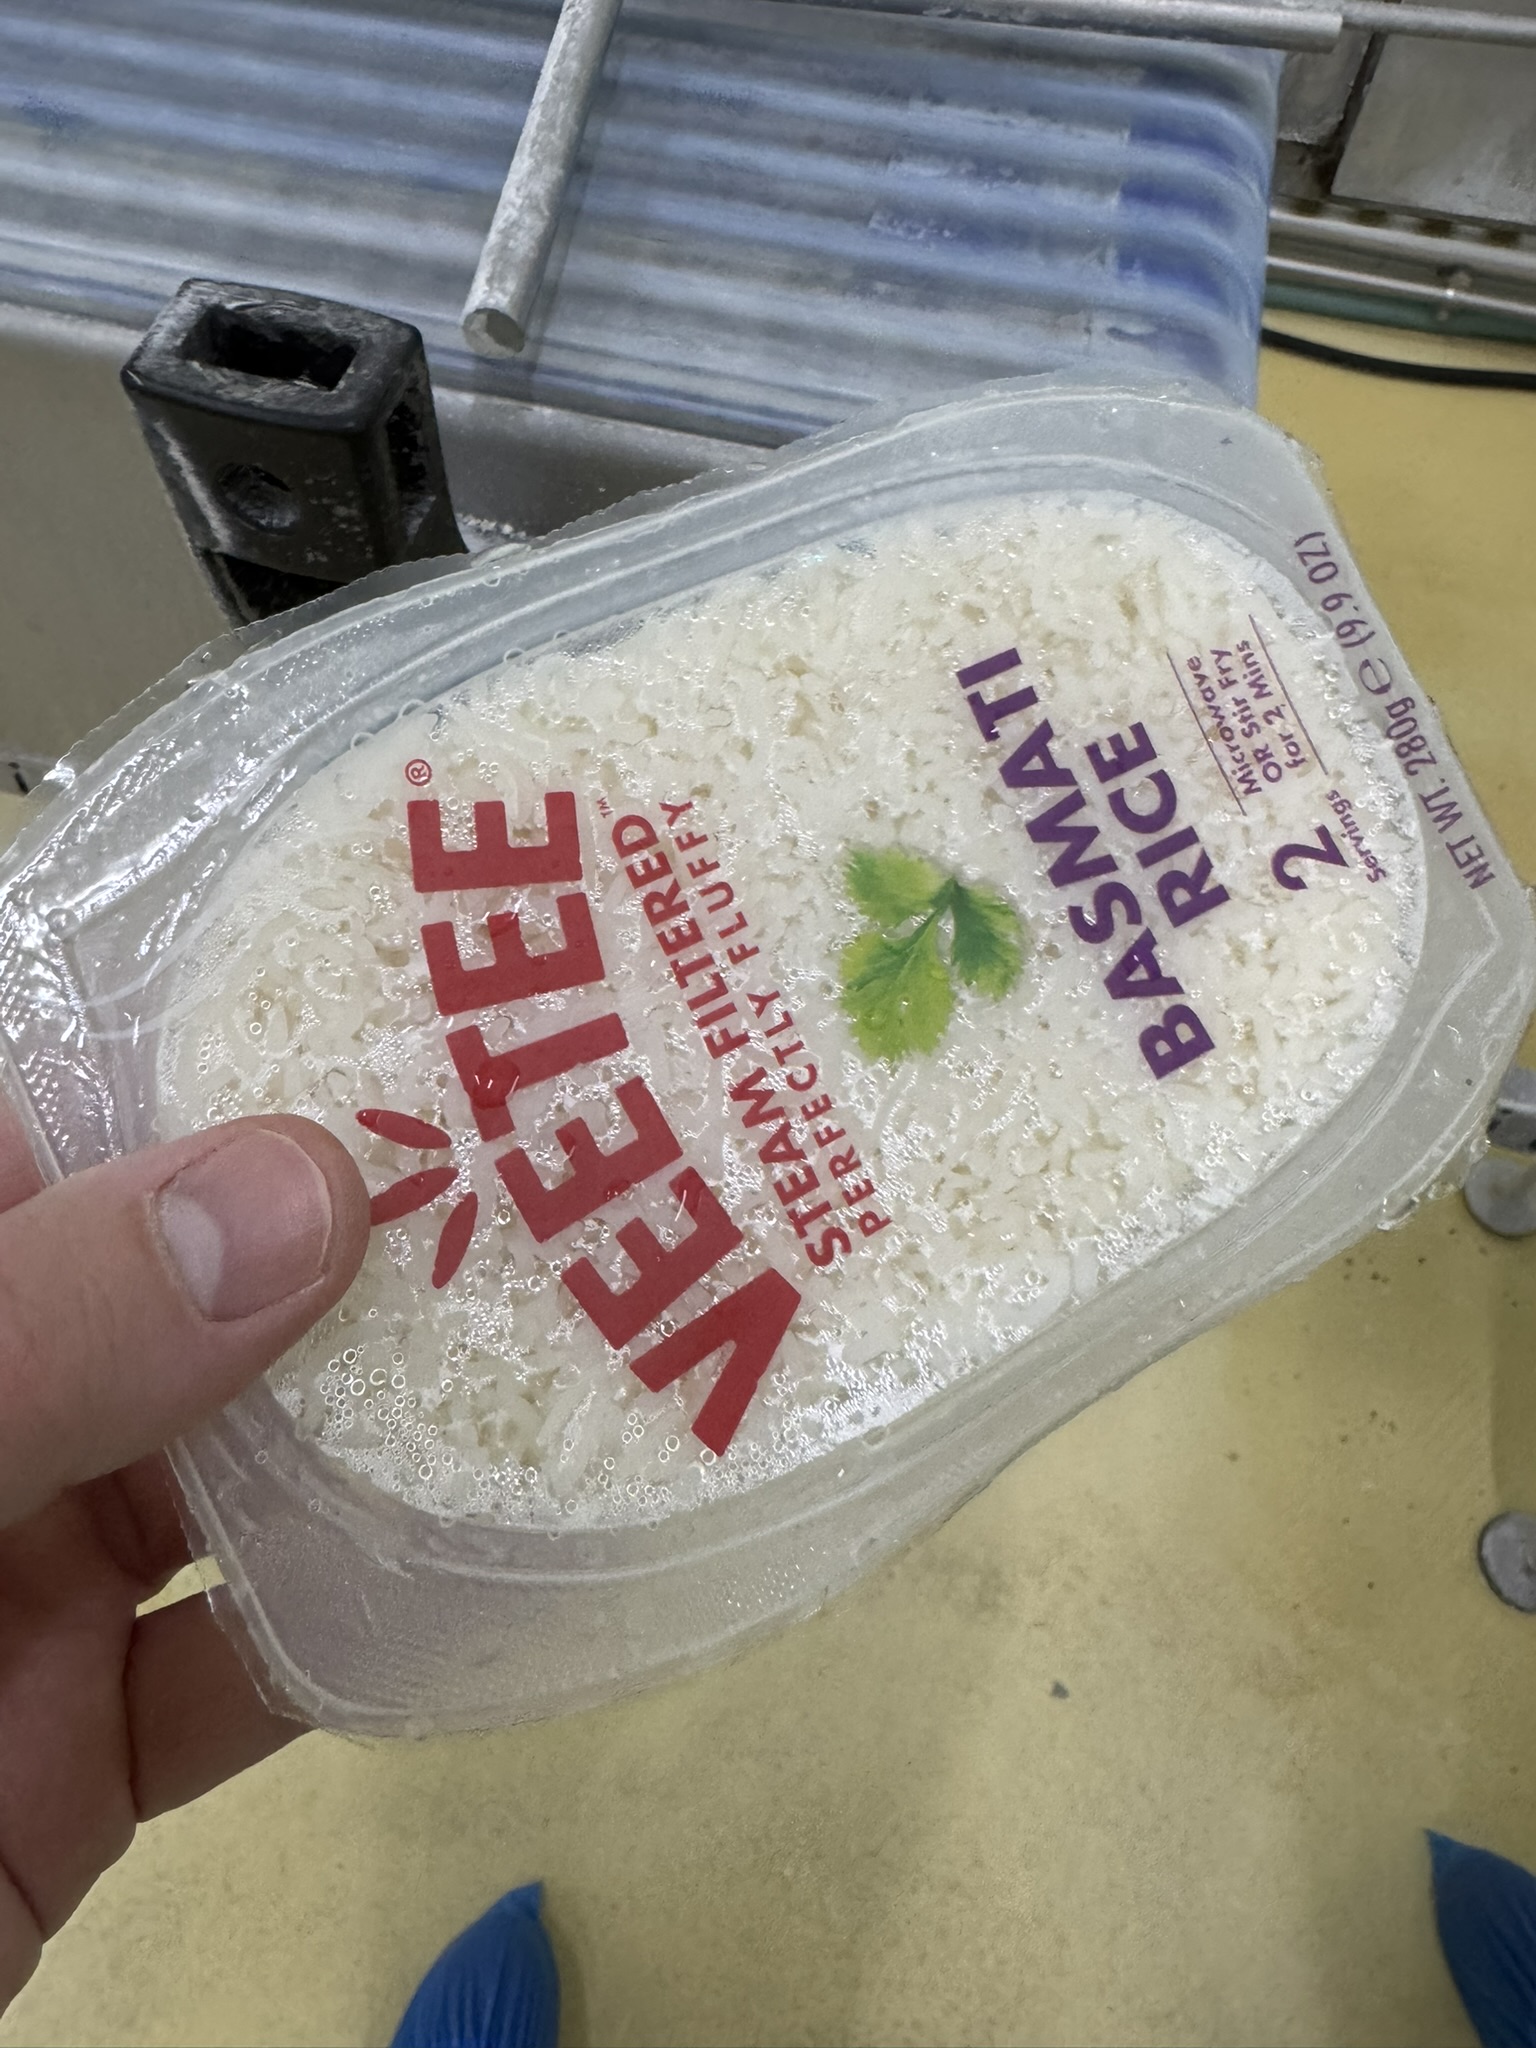 VEETEE®
STEAM FILTERED™
PERFECTLY FLUFFY
BASMATI
RICE
Microwave
OR Stir Fry
for 2 Mins
2
Servings
NET WT. 280g ℮ (9.9 OZ)